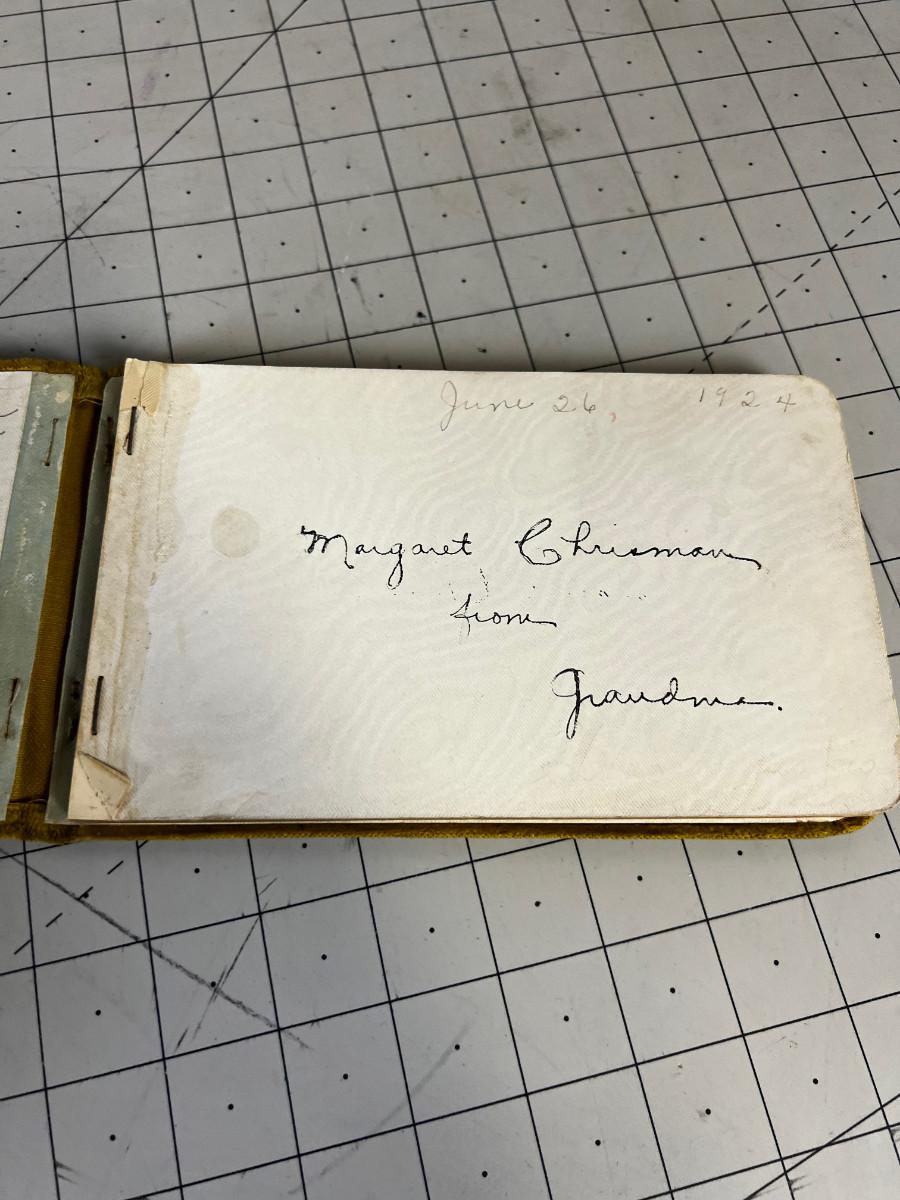 June 26, 1924
Margaret Chrisman
from
Grandma.